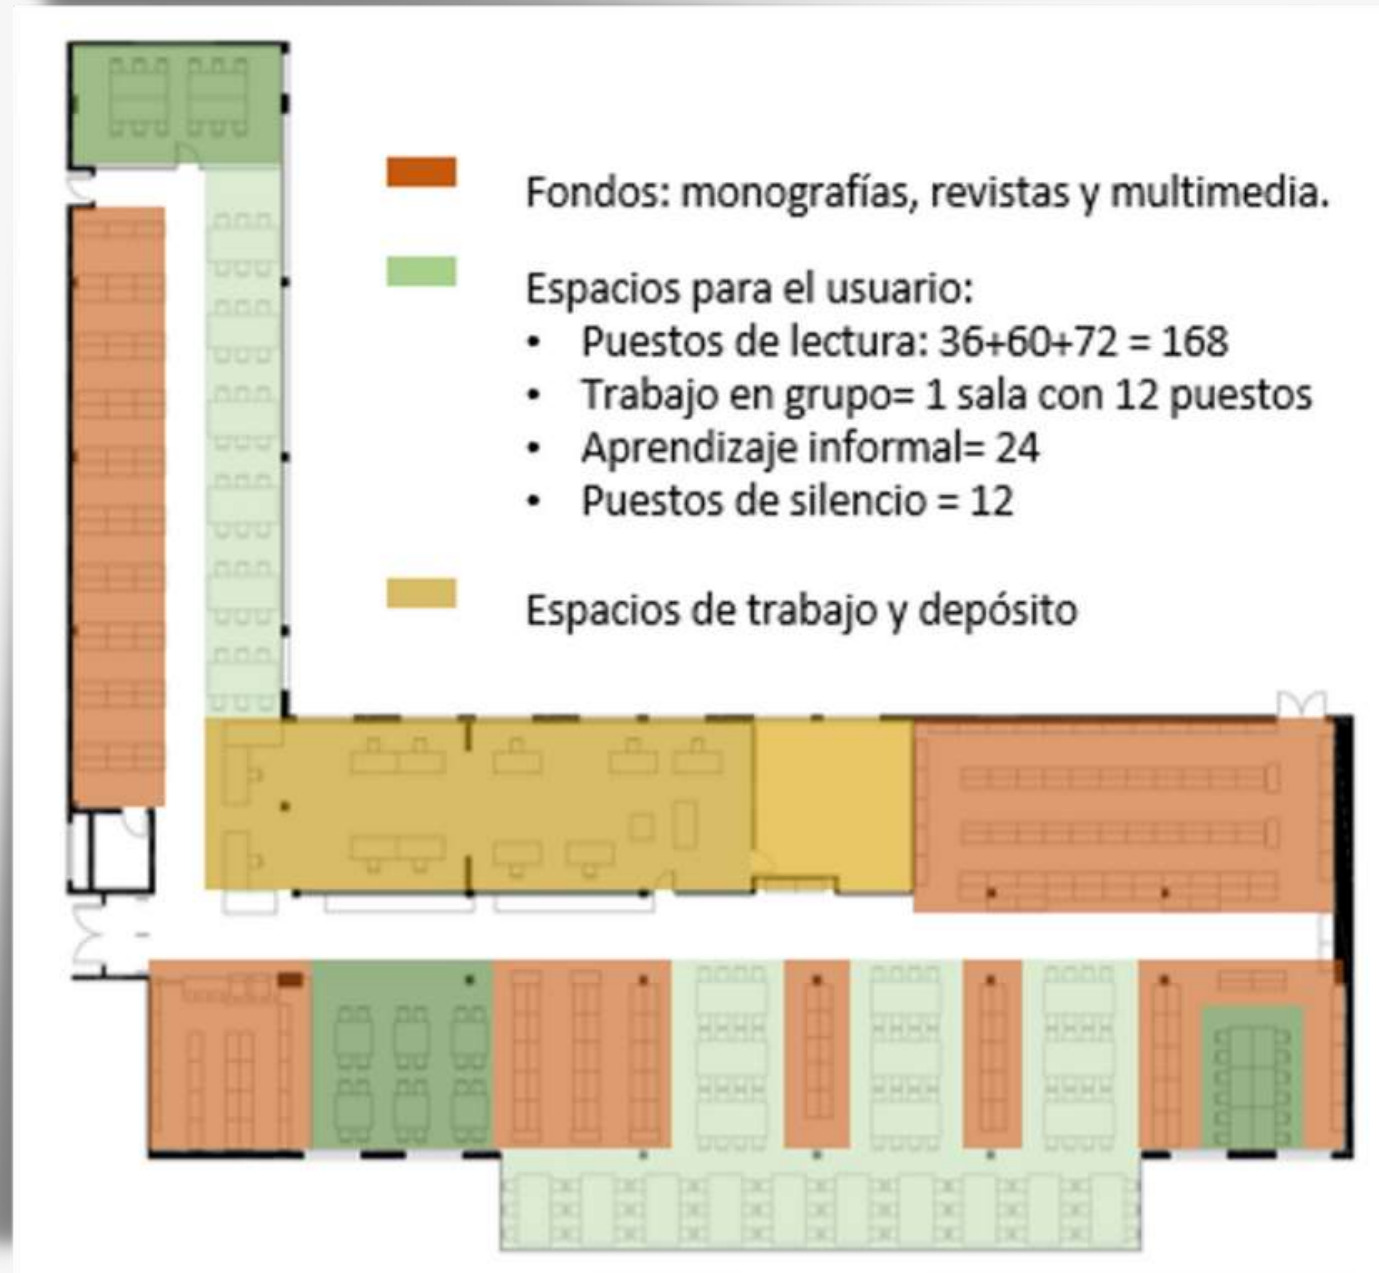 Fondos: monografías, revistas y multimedia.
Espacios para el usuario:
• Puestos de lectura: 36+60+72 = 168
• Trabajo en grupo= 1 sala con 12 puestos
• Aprendizaje informal= 24
• Puestos de silencio = 12
Espacios de trabajo y depósito